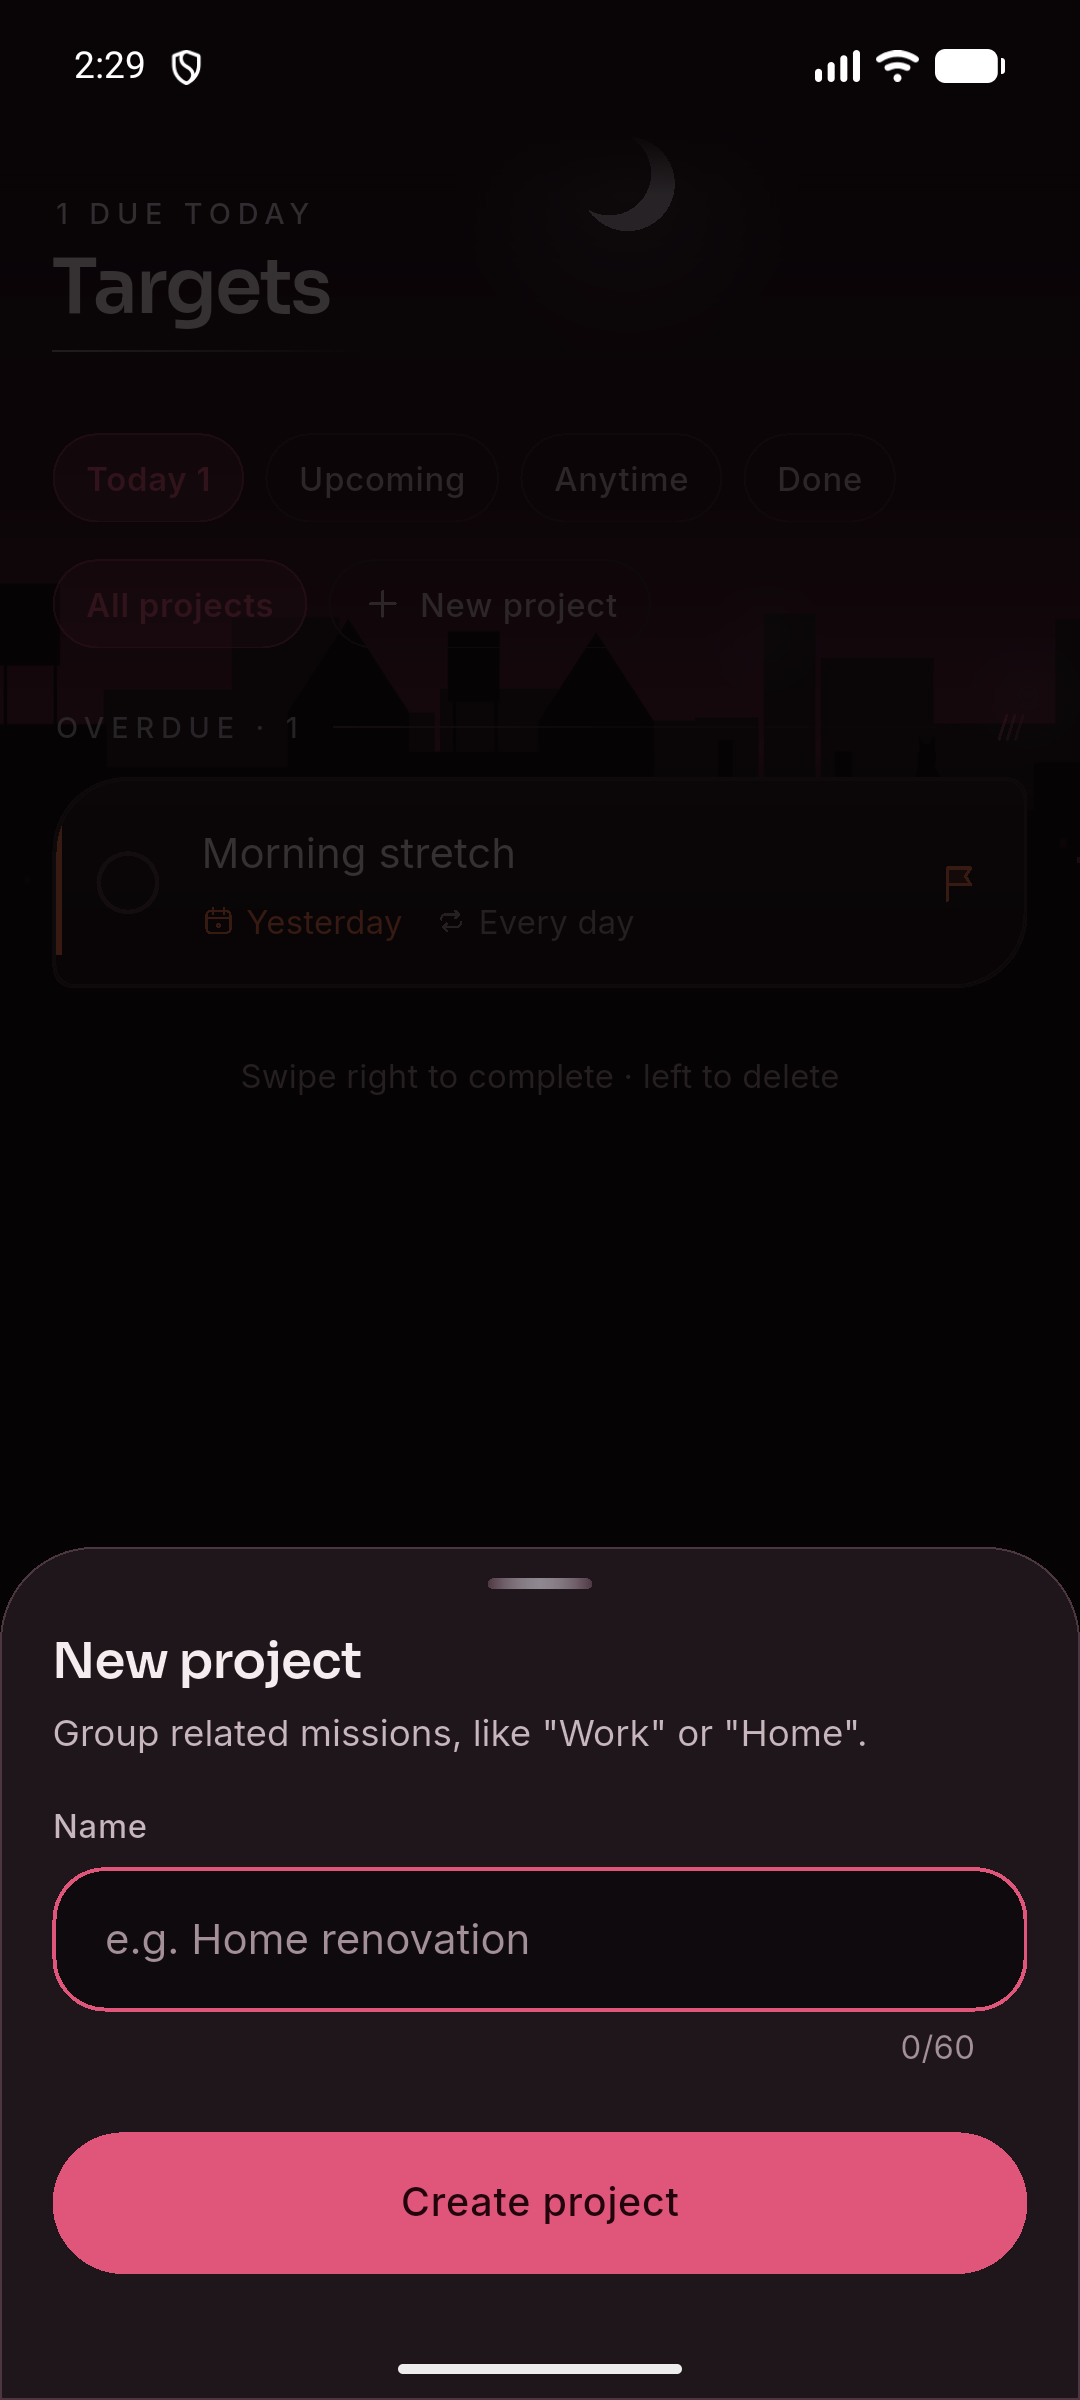 2:29
1 DUE TODAY
Targets
Today 1 Upcoming Anytime Done
All projects + New project
OVERDUE · 1 ///
Morning stretch
Yesterday Every day
Swipe right to complete · left to delete
New project
Group related missions, like "Work" or "Home".
Name
e.g. Home renovation
0/60
Create project